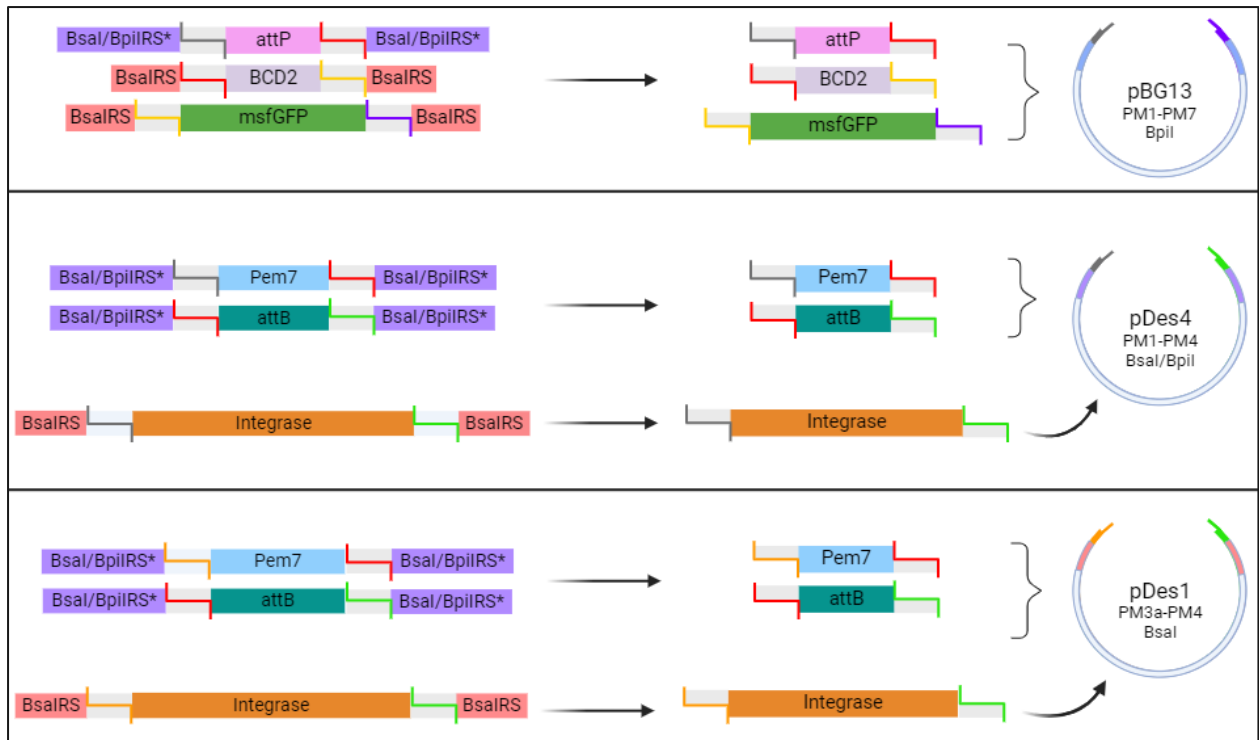 BsaI/BpiIRS* attP BsaI/BpiIRS* attP
BsaIRS BCD2 BsaIRS BCD2
BsaIRS msfGFP BsaIRS msfGFP
pBG13
PM1-PM7
BpiI
BsaI/BpiIRS* Pem7 BsaI/BpiIRS* Pem7
BsaI/BpiIRS* attB BsaI/BpiIRS* attB
pDes4
PM1-PM4
BsaI/BpiI
BsaIRS Integrase BsaIRS Integrase
BsaI/BpiIRS* Pem7 BsaI/BpiIRS* Pem7
BsaI/BpiIRS* attB BsaI/BpiIRS* attB
pDes1
PM3a-PM4
BsaI
BsaIRS Integrase BsaIRS Integrase